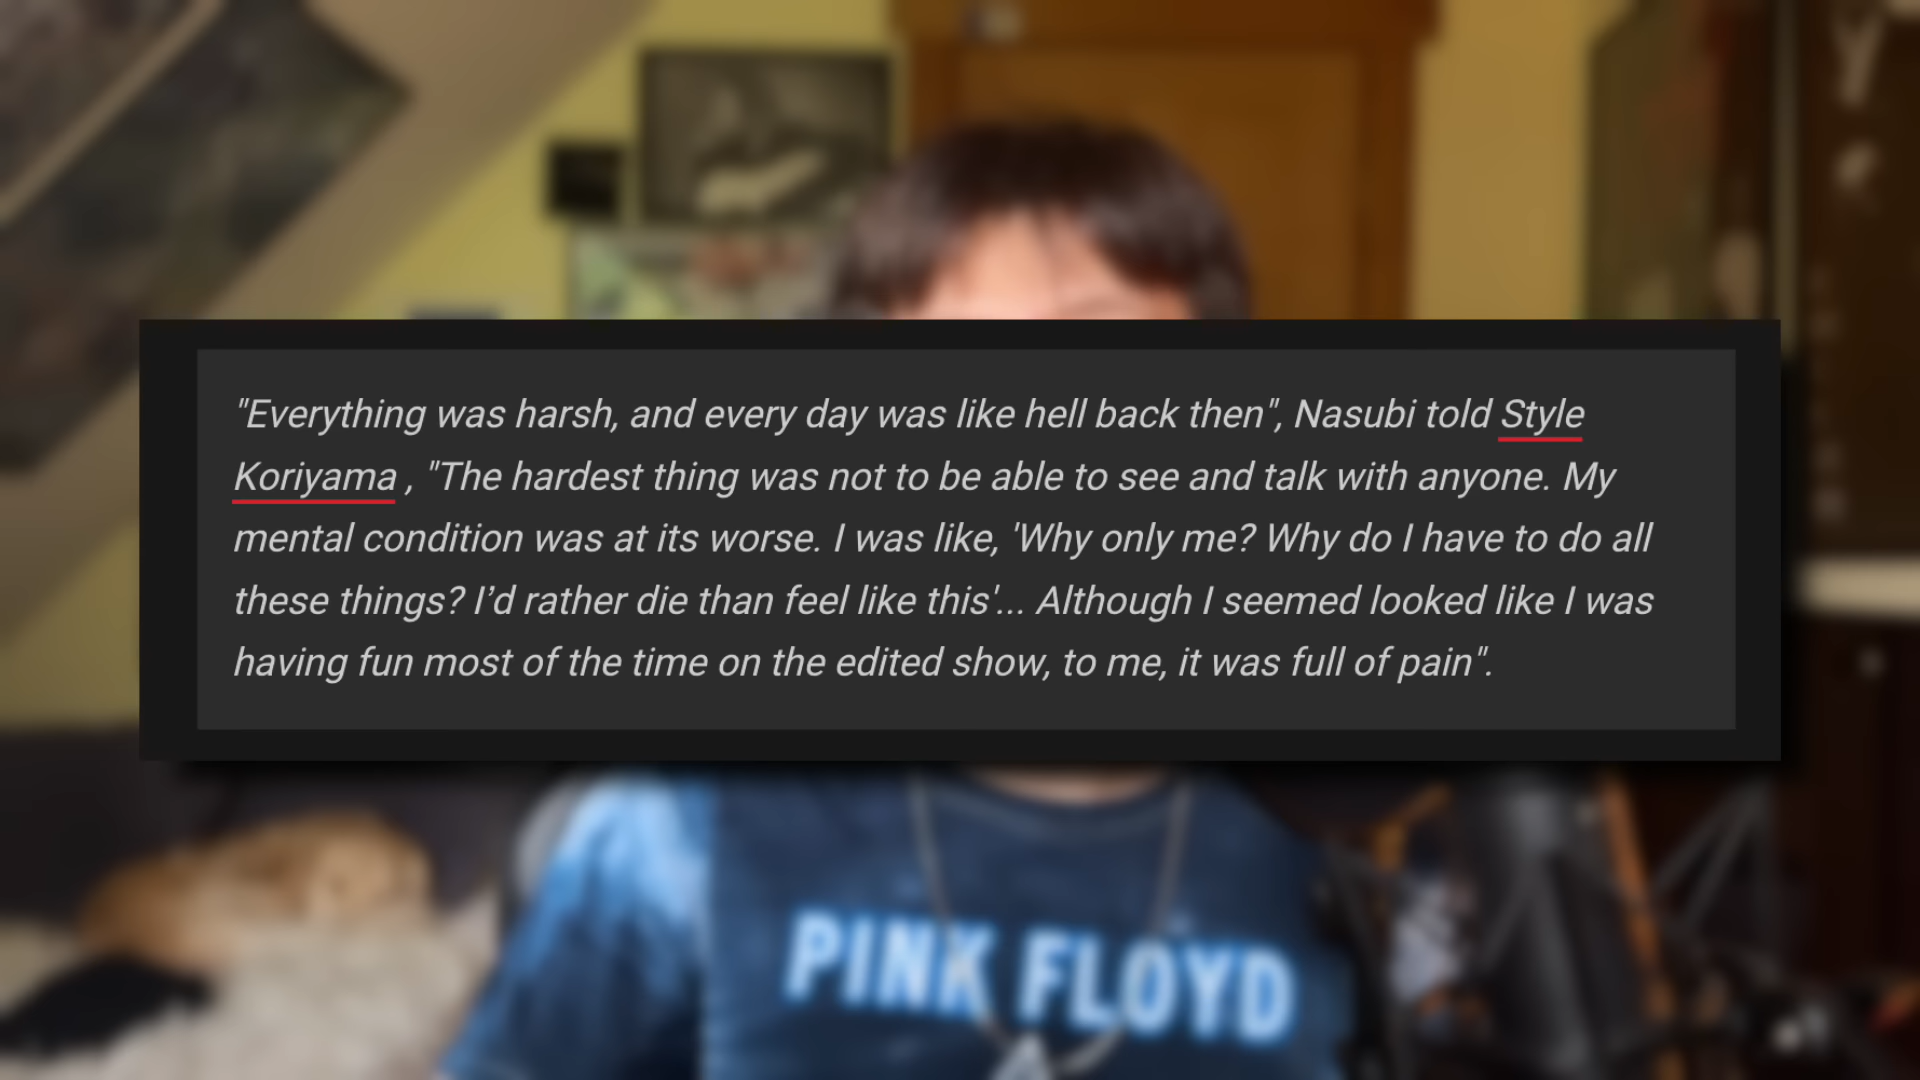 "Everything was harsh, and every day was like hell back then", Nasubi told Style
Koriyama , "The hardest thing was not to be able to see and talk with anyone. My
mental condition was at its worse. I was like, 'Why only me? Why do I have to do all
these things? I’d rather die than feel like this'... Although I seemed looked like I was
having fun most of the time on the edited show, to me, it was full of pain".
PINK FLOYD